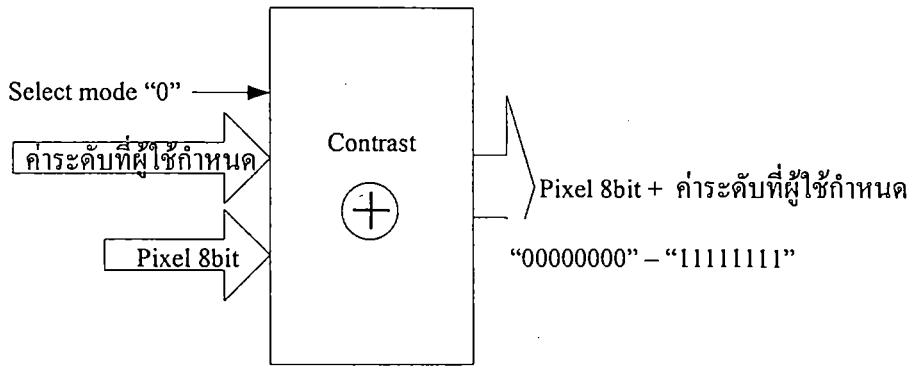 Select mode “0”
ค่าระดับที่ผู้ใช้กำหนด
Pixel 8bit
Contrast
Pixel 8bit + ค่าระดับที่ผู้ใช้กำหนด
“00000000” – “11111111”